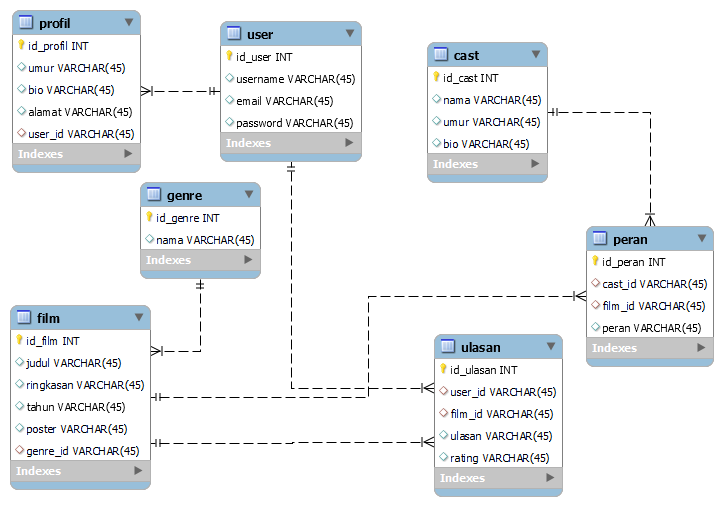 profil
id_profil INT
umur VARCHAR(45)
bio VARCHAR(45)
alamat VARCHAR(45)
user_id VARCHAR(45)
Indexes
user
id_user INT
username VARCHAR(45)
email VARCHAR(45)
password VARCHAR(45)
Indexes
cast
id_cast INT
nama VARCHAR(45)
umur VARCHAR(45)
bio VARCHAR(45)
Indexes
genre
id_genre INT
nama VARCHAR(45)
Indexes
peran
id_peran INT
cast_id VARCHAR(45)
film_id VARCHAR(45)
peran VARCHAR(45)
Indexes
film
id_film INT
judul VARCHAR(45)
ringkasan VARCHAR(45)
tahun VARCHAR(45)
poster VARCHAR(45)
genre_id VARCHAR(45)
Indexes
ulasan
id_ulasan INT
user_id VARCHAR(45)
film_id VARCHAR(45)
ulasan VARCHAR(45)
rating VARCHAR(45)
Indexes